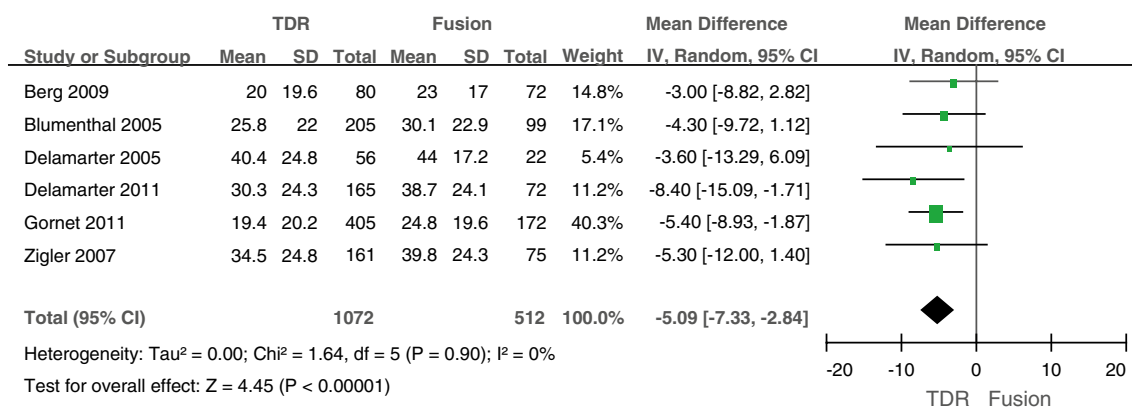 TDR Fusion Mean Difference Mean Difference
Study or Subgroup Mean SD Total Mean SD Total Weight IV, Random, 95% CI IV, Random, 95% CI
Berg 2009 20 19.6 80 23 17 72 14.8% -3.00 [-8.82, 2.82]
Blumenthal 2005 25.8 22 205 30.1 22.9 99 17.1% -4.30 [-9.72, 1.12]
Delamarter 2005 40.4 24.8 56 44 17.2 22 5.4% -3.60 [-13.29, 6.09]
Delamarter 2011 30.3 24.3 165 38.7 24.1 72 11.2% -8.40 [-15.09, -1.71]
Gornet 2011 19.4 20.2 405 24.8 19.6 172 40.3% -5.40 [-8.93, -1.87]
Zigler 2007 34.5 24.8 161 39.8 24.3 75 11.2% -5.30 [-12.00, 1.40]
Total (95% CI) 1072 512 100.0% -5.09 [-7.33, -2.84]
Heterogeneity: Tau² = 0.00; Chi² = 1.64, df = 5 (P = 0.90); I² = 0%
Test for overall effect: Z = 4.45 (P < 0.00001)
-20 -10 0 10 20
TDR Fusion